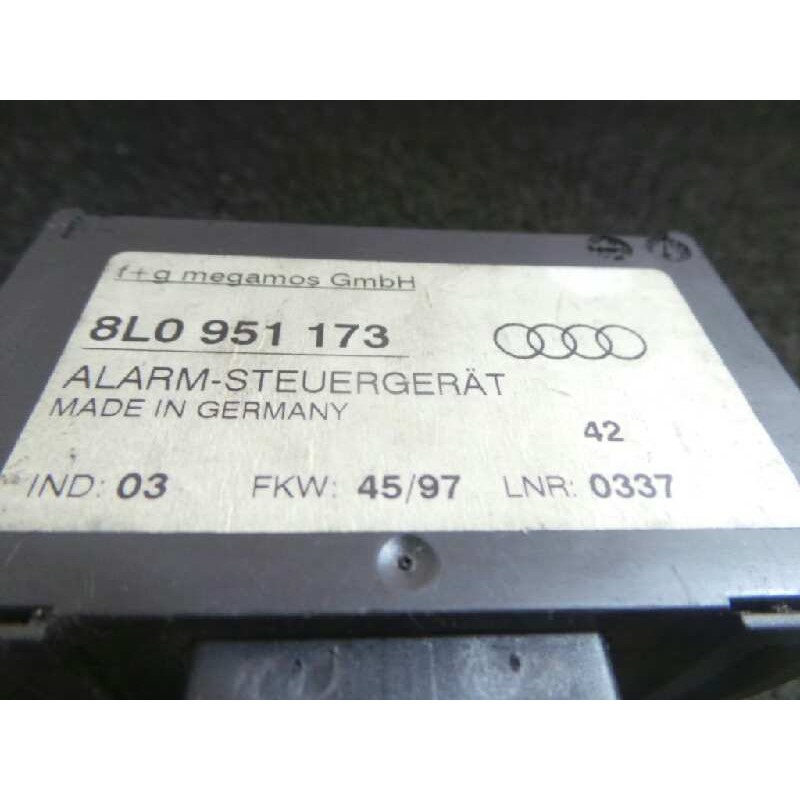 f+g megamos GmbH
8L0 951 173
ALARM-STEUERGERÄT
MADE IN GERMANY
42
IND: 03 FKW: 45/97 LNR: 0337